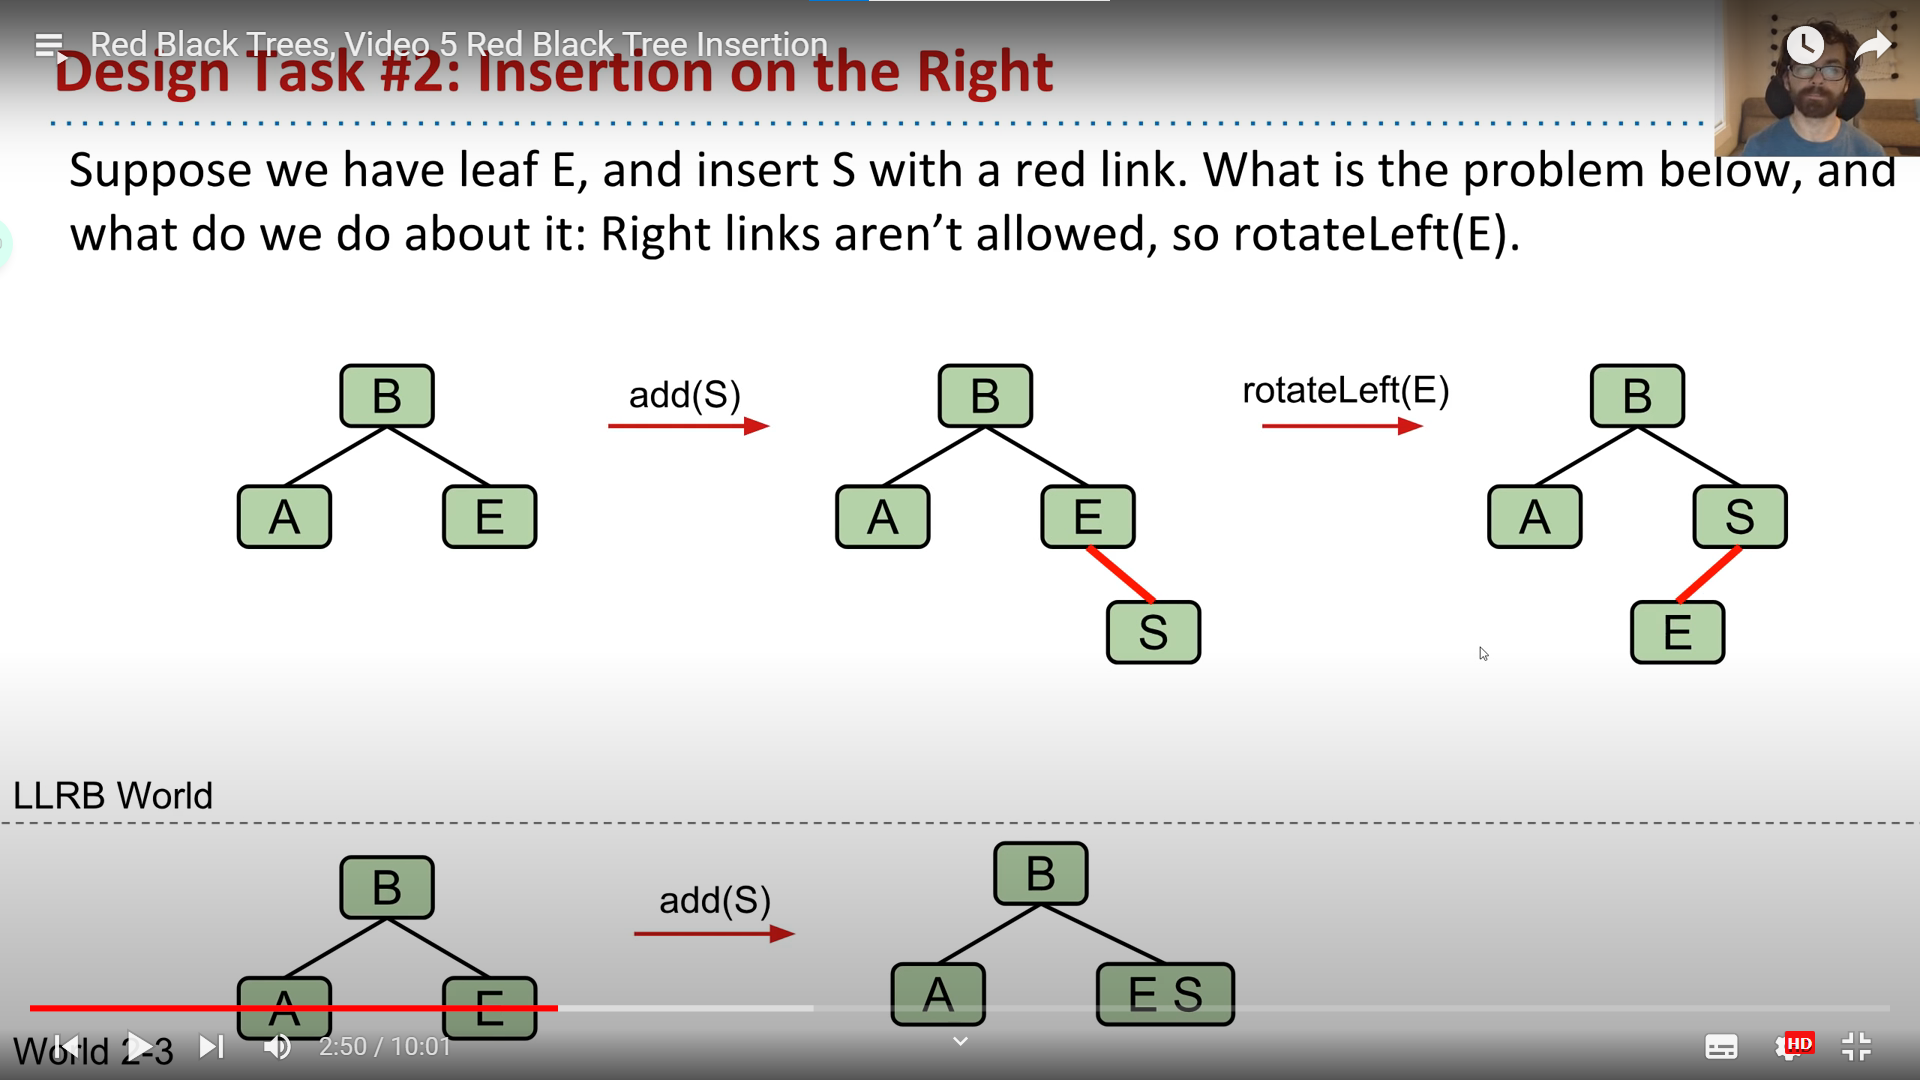 Red Black Trees, Video 5 Red Black Tree Insertion
Design Task #2: Insertion on the Right
Suppose we have leaf E, and insert S with a red link. What is the problem below, and
what do we do about it: Right links aren’t allowed, so rotateLeft(E).
B
A
E
add(S)
B
A
E
S
rotateLeft(E)
B
A
S
E
LLRB World
B
A
E
add(S)
B
A
E S
World 2-3
2:50 / 10:01
HD